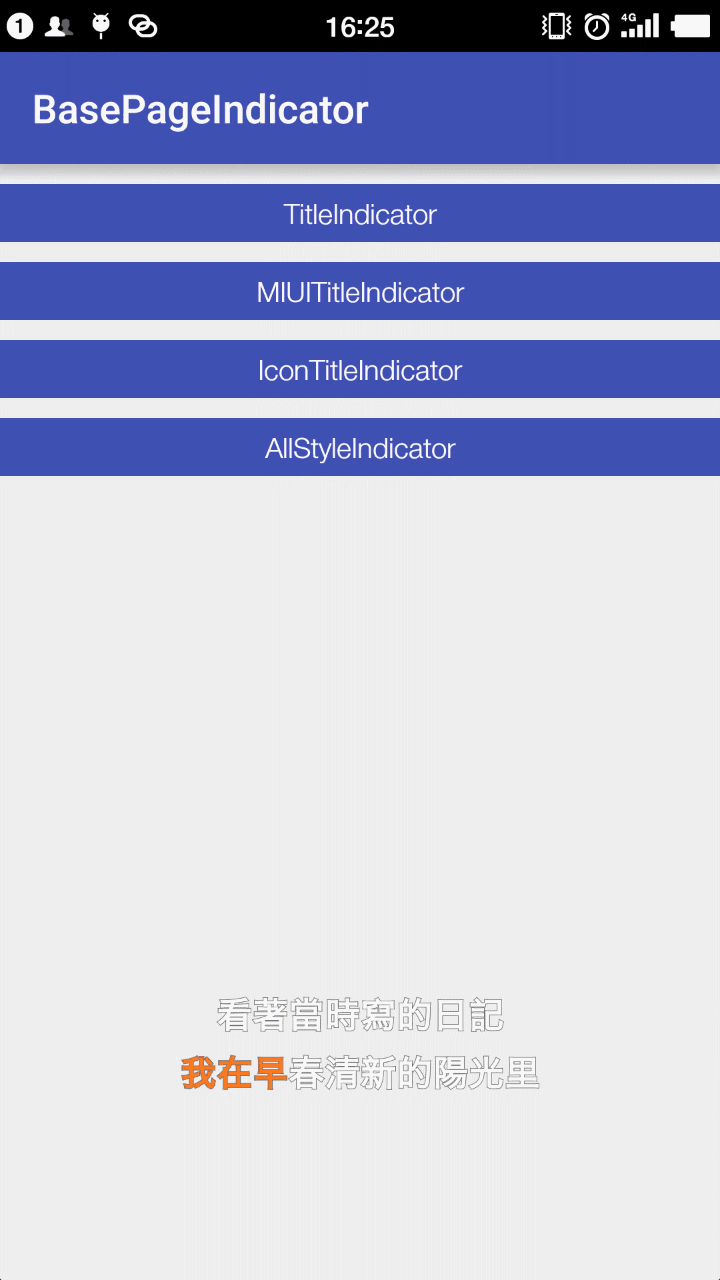 1
16:25
4G
BasePageIndicator
TitleIndicator
MIUITitleIndicator
IconTitleIndicator
AllStyleIndicator
看著當時寫的日記
我在早春清新的陽光里